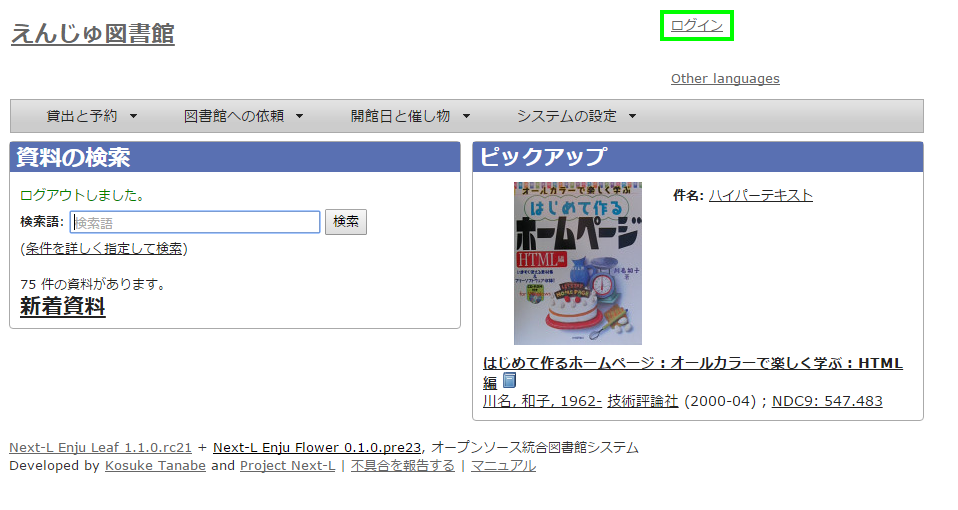 えんじゅ図書館
ログイン
Other languages
貸出と予約 図書館への依頼 開館日と催し物 システムの設定
資料の検索
ログアウトしました。
検索語: 検索語 検索
(条件を詳しく指定して検索)
75 件の資料があります。
新着資料
ピックアップ
オールカラーで楽しく学ぶ
はじめて作る
ホームページ
HTML編
川名和子
著
HOME PAGE
件名: ハイパーテキスト
はじめて作るホームページ : オールカラーで楽しく学ぶ : HTML
編
川名, 和子, 1962- 技術評論社 (2000-04) ; NDC9: 547.483
Next-L Enju Leaf 1.1.0.rc21 + Next-L Enju Flower 0.1.0.pre23, オープンソース統合図書館システム
Developed by Kosuke Tanabe and Project Next-L | 不具合を報告する | マニュアル